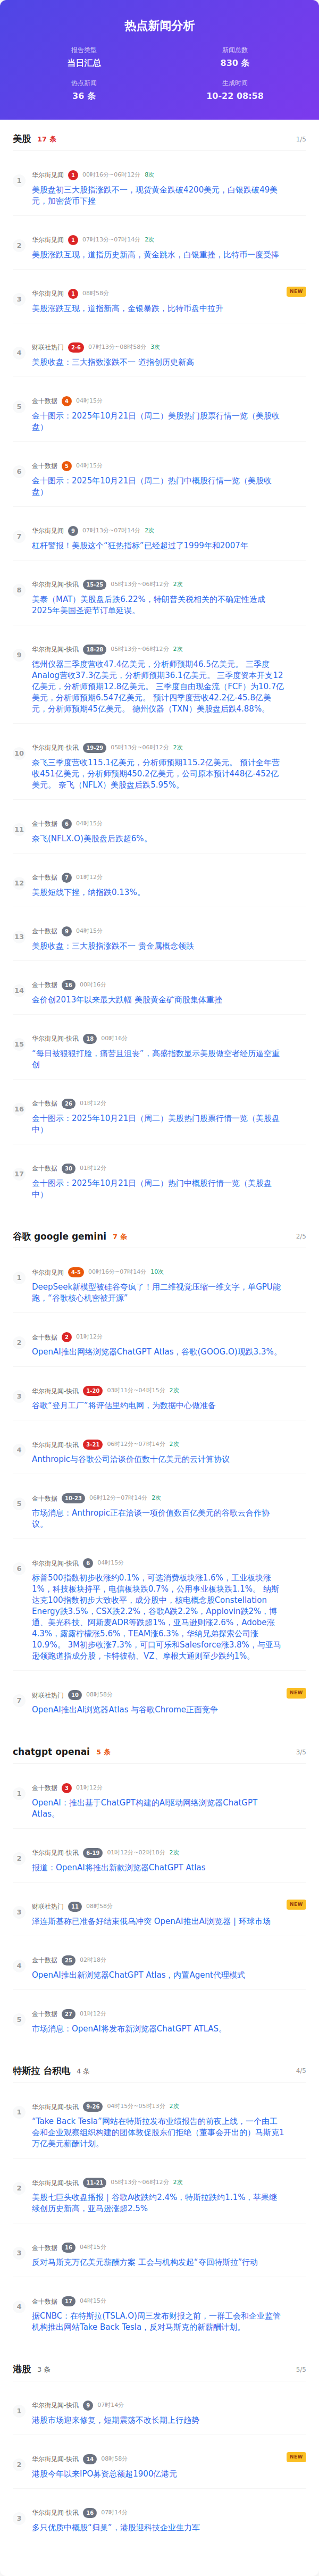 热点新闻分析
报告类型
新闻总数
当日汇总
830 条
热点新闻
生成时间
36 条
10-22 08:58
美股 17 条 1/5
1
华尔街见闻 1 00时16分~06时12分 8次
美股盘初三大股指涨跌不一，现货黄金跌破4200美元，白银跌破49美
元，加密货币下挫
2
华尔街见闻 1 07时13分~07时14分 2次
美股涨跌互现，道指历史新高，黄金跳水，白银重挫，比特币一度受捧
3
华尔街见闻 1 08时58分 NEW
美股涨跌互现，道指新高，金银暴跌，比特币盘中拉升
4
财联社热门 2-6 07时13分~08时58分 3次
美股收盘：三大指数涨跌不一 道指创历史新高
5
金十数据 4 04时15分
金十图示：2025年10月21日（周二）美股热门股票行情一览（美股收
盘）
6
金十数据 5 04时15分
金十图示：2025年10月21日（周二）热门中概股行情一览（美股收
盘）
7
华尔街见闻 9 07时13分~07时14分 2次
杠杆警报！美股这个“狂热指标”已经超过了1999年和2007年
8
华尔街见闻-快讯 15-25 05时13分~06时12分 2次
美泰（MAT）美股盘后跌6.22%，特朗普关税相关的不确定性造成
2025年美国圣诞节订单延误。
9
华尔街见闻-快讯 18-28 05时13分~06时12分 2次
德州仪器三季度营收47.4亿美元，分析师预期46.5亿美元。 三季度
Analog营收37.3亿美元，分析师预期36.1亿美元。 三季度资本开支12
亿美元，分析师预期12.8亿美元。 三季度自由现金流（FCF）为10.7亿
美元，分析师预期6.547亿美元。 预计四季度营收42.2亿-45.8亿美
元，分析师预期45亿美元。 德州仪器（TXN）美股盘后跌4.88%。
10
华尔街见闻-快讯 19-29 05时13分~06时12分 2次
奈飞三季度营收115.1亿美元，分析师预期115.2亿美元。 预计全年营
收451亿美元，分析师预期450.2亿美元，公司原本预计448亿-452亿
美元。 奈飞（NFLX）美股盘后跌5.95%。
11
金十数据 6 04时15分
奈飞(NFLX.O)美股盘后跌超6%。
12
金十数据 7 01时12分
美股短线下挫，纳指跌0.13%。
13
金十数据 9 04时15分
美股收盘：三大股指涨跌不一 贵金属概念领跌
14
金十数据 16 00时16分
金价创2013年以来最大跌幅 美股黄金矿商股集体重挫
15
华尔街见闻-快讯 18 00时16分
“每日被狠狠打脸，痛苦且沮丧”，高盛指数显示美股做空者经历逼空重
创
16
金十数据 26 01时12分
金十图示：2025年10月21日（周二）美股热门股票行情一览（美股盘
中）
17
金十数据 30 01时12分
金十图示：2025年10月21日（周二）热门中概股行情一览（美股盘
中）
谷歌 google gemini 7 条 2/5
1
华尔街见闻 4-5 00时16分~07时14分 10次
DeepSeek新模型被硅谷夸疯了！用二维视觉压缩一维文字，单GPU能
跑，“谷歌核心机密被开源”
2
金十数据 2 01时12分
OpenAI推出网络浏览器ChatGPT Atlas，谷歌(GOOG.O)现跌3.3%。
3
华尔街见闻-快讯 1-20 03时11分~04时15分 2次
谷歌“登月工厂”将评估里约电网，为数据中心做准备
4
华尔街见闻-快讯 3-21 06时12分~07时14分 2次
Anthropic与谷歌公司洽谈价值数十亿美元的云计算协议
5
金十数据 10-23 06时12分~07时14分 2次
市场消息：Anthropic正在洽谈一项价值数百亿美元的谷歌云合作协
议。
6
华尔街见闻-快讯 6 04时15分
标普500指数初步收涨约0.1%，可选消费板块涨1.6%，工业板块涨
1%，科技板块持平，电信板块跌0.7%，公用事业板块跌1.1%。 纳斯
达克100指数初步大致收平，成分股中，核电概念股Constellation
Energy跌3.5%，CSX跌2.2%，谷歌A跌2.2%，Applovin跌2%，博
通、美光科技、阿斯麦ADR等跌超1%，亚马逊则涨2.6%，Adobe涨
4.3%，露露柠檬涨5.6%，TEAM涨6.3%，华纳兄弟探索公司涨
10.9%。 3M初步收涨7.3%，可口可乐和Salesforce涨3.8%，与亚马
逊领跑道指成分股，卡特彼勒、VZ、摩根大通则至少跌约1%。
7
财联社热门 10 08时58分 NEW
OpenAI推出AI浏览器Atlas 与谷歌Chrome正面竞争
chatgpt openai 5 条 3/5
1
金十数据 3 01时12分
OpenAI：推出基于ChatGPT构建的AI驱动网络浏览器ChatGPT
Atlas。
2
华尔街见闻-快讯 6-19 01时12分~02时18分 2次
报道：OpenAI将推出新款浏览器ChatGPT Atlas
3
财联社热门 11 08时58分 NEW
泽连斯基称已准备好结束俄乌冲突 OpenAI推出AI浏览器 | 环球市场
4
金十数据 25 02时18分
OpenAI推出新浏览器ChatGPT Atlas，内置Agent代理模式
5
金十数据 27 01时12分
市场消息：OpenAI将发布新浏览器ChatGPT ATLAS。
特斯拉 台积电 4 条 4/5
1
华尔街见闻-快讯 9-26 04时15分~05时13分 2次
“Take Back Tesla”网站在特斯拉发布业绩报告的前夜上线，一个由工
会和企业观察组织构建的团体敦促股东们拒绝（董事会开出的）马斯克1
万亿美元薪酬计划。
2
华尔街见闻-快讯 11-21 05时13分~06时12分 2次
美股七巨头收盘播报｜谷歌A收跌约2.4%，特斯拉跌约1.1%，苹果继
续创历史新高，亚马逊涨超2.5%
3
金十数据 16 04时15分
反对马斯克万亿美元薪酬方案 工会与机构发起“夺回特斯拉”行动
4
金十数据 17 04时15分
据CNBC：在特斯拉(TSLA.O)周三发布财报之前，一群工会和企业监管
机构推出网站Take Back Tesla，反对马斯克的新薪酬计划。
港股 3 条 5/5
1
华尔街见闻-快讯 9 07时14分
港股市场迎来修复，短期震荡不改长期上行趋势
2
华尔街见闻-快讯 14 08时58分 NEW
港股今年以来IPO募资总额超1900亿港元
3
华尔街见闻-快讯 16 07时14分
多只优质中概股“归巢”，港股迎科技企业生力军